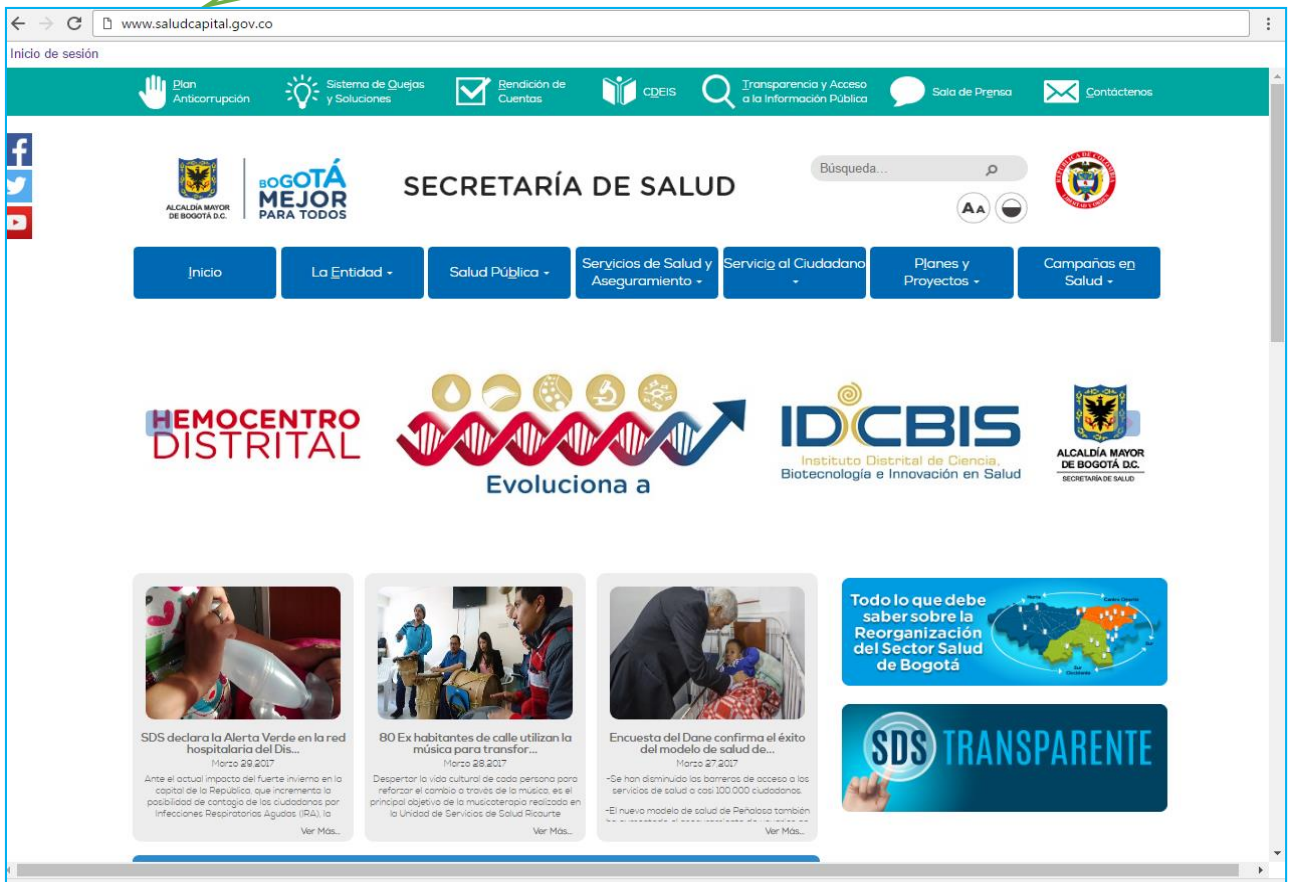 www.saludcapital.gov.co
Inicio de sesión
Plan
Anticorrupción
Sistema de Quejas
y Soluciones
Rendición de
Cuentas
CDEIS
Transparencia y Acceso
a la Información Pública
Sala de Prensa
Contáctenos
ALCALDÍA MAYOR
DE BOGOTÁ D.C.
BOGOTÁ
MEJOR
PARA TODOS
SECRETARÍA DE SALUD
Búsqueda...
AA
REPUBLICA DE COLOMBIA
LIBERTAD Y ORDEN
Inicio
La Entidad
Salud Pública
Servicios de Salud y
Aseguramiento
Servicio al Ciudadano
Planes y
Proyectos
Campañas en
Salud
HEMOCENTRO
DISTRITAL
Evoluciona a
IDCBIS
Instituto Distrital de Ciencia,
Biotecnología e Innovación en Salud
ALCALDÍA MAYOR
DE BOGOTÁ D.C.
SECRETARÍA DE SALUD
SDS declara la Alerta Verde en la red
hospitalaria del Dis...
Marzo 29,2017
Ante el actual impacto del fuerte invierno en la
capital de la República, que incrementa la
posibilidad de contagio de los ciudadanos por
Infecciones Respiratorias Agudas (IRA), la
Ver Más...
80 Ex habitantes de calle utilizan la
música para transfor...
Marzo 28,2017
Despertar la vida cultural de cada persona para
reforzar el cambio a través de la música, es el
principal objetivo de la musicoterapia realizada en
la Unidad de Servicios de Salud Ricaurte
Ver Más...
Encuesta del Dane confirma el éxito
del modelo de salud de...
Marzo 27,2017
-Se han disminuido las barreras de acceso a los
servicios de salud a casi 100.000 ciudadanos.
-El nuevo modelo de salud de Peñalosa también
Ver Más...
Todo lo que debe
saber sobre la
Reorganización
del Sector Salud
de Bogotá
Norte
Centro Oriente
Sur
Sur
Occidente
SDS TRANSPARENTE